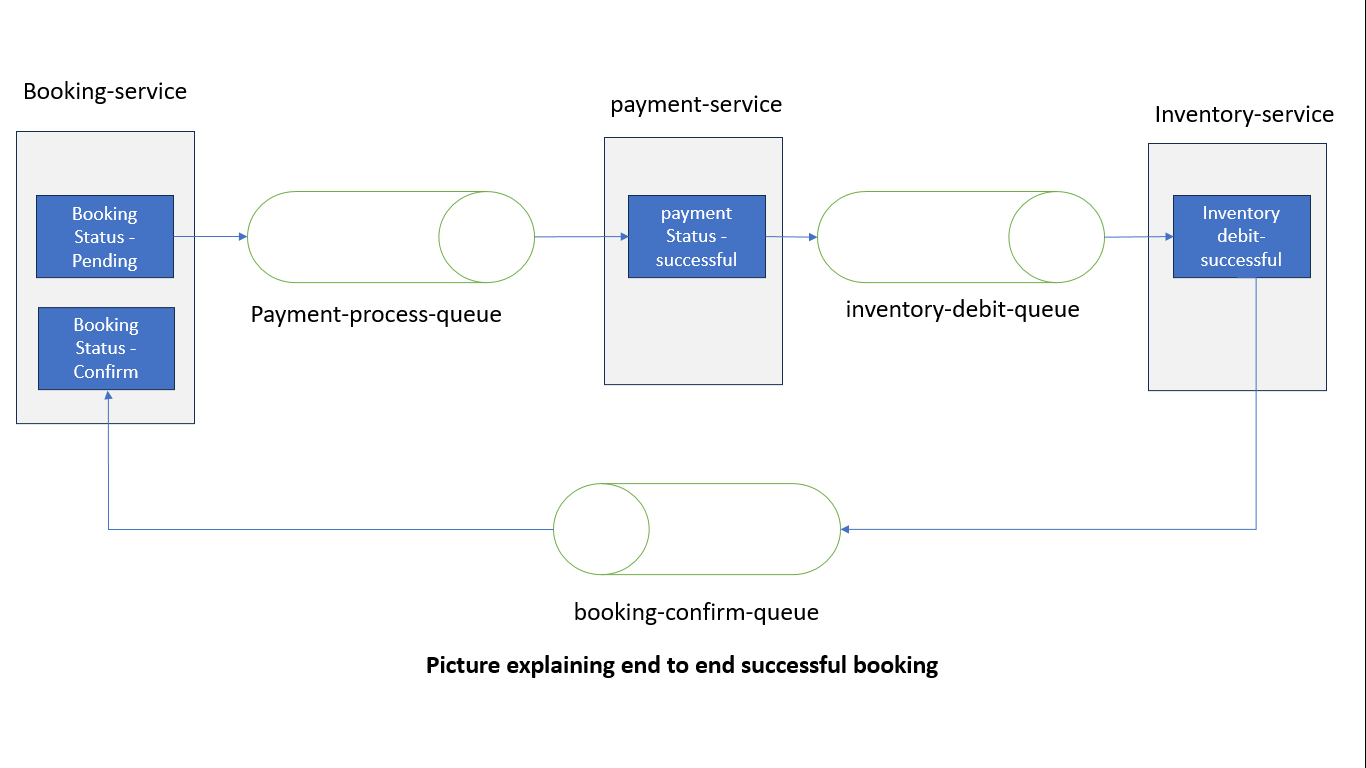 Booking-service
payment-service
Inventory-service
Booking
Status -
Pending
payment
Status -
successful
Inventory
debit-
successful
Payment-process-queue
inventory-debit-queue
Booking
Status -
Confirm
booking-confirm-queue
Picture explaining end to end successful booking